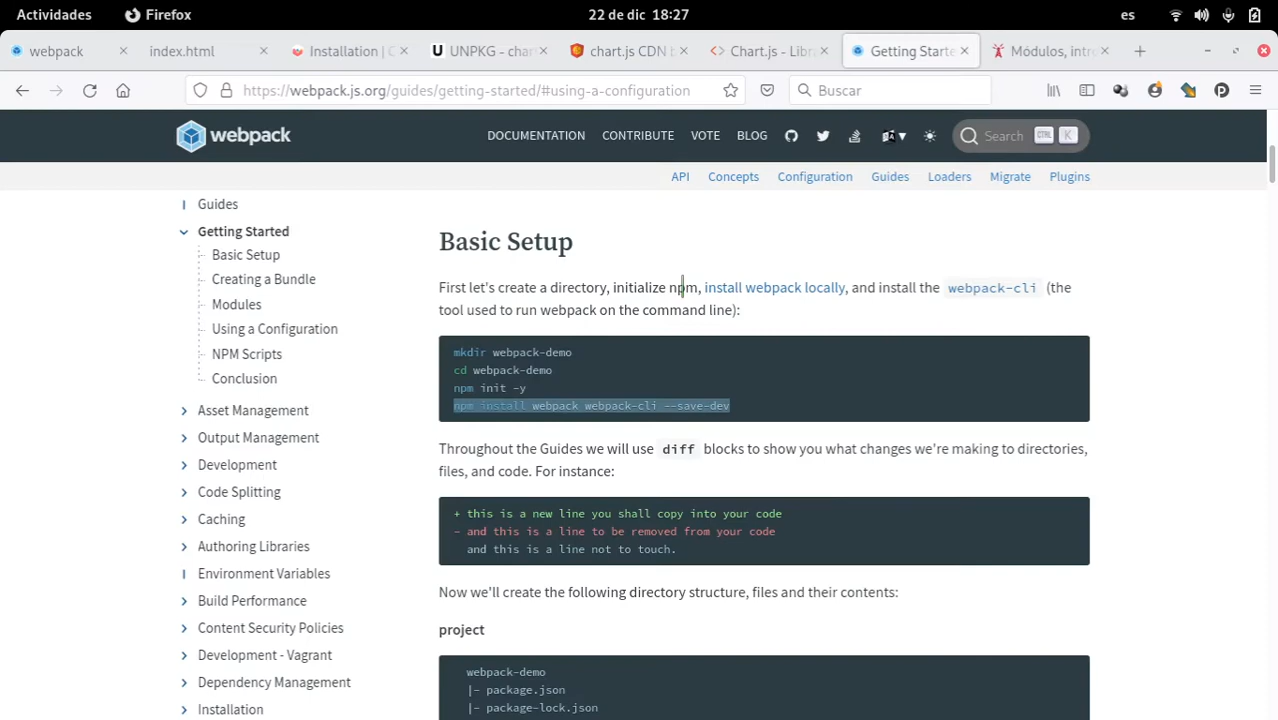 Actividades
Firefox
22 de dic 18:27
es
webpack
index.html
Installation | C
UNPKG - cha
chart.js CDN b
Chart.js - Libr
Getting Starte
Módulos, intr
https://webpack.js.org/guides/getting-started/#using-a-configuration
Buscar
webpack
DOCUMENTATION
CONTRIBUTE
VOTE
BLOG
Search
CTRL
K
API
Concepts
Configuration
Guides
Loaders
Migrate
Plugins
Guides
Getting Started
Basic Setup
Creating a Bundle
Modules
Using a Configuration
NPM Scripts
Conclusion
Asset Management
Output Management
Development
Code Splitting
Caching
Authoring Libraries
Environment Variables
Build Performance
Content Security Policies
Development - Vagrant
Dependency Management
Installation
Basic Setup
First let's create a directory, initialize npm, install webpack locally, and install the webpack-cli (the
tool used to run webpack on the command line):
mkdir webpack-demo
cd webpack-demo
npm init -y
npm install webpack webpack-cli --save-dev
Throughout the Guides we will use diff blocks to show you what changes we're making to directories,
files, and code. For instance:
+ this is a new line you shall copy into your code
- and this is a line to be removed from your code
and this is a line not to touch.
Now we'll create the following directory structure, files and their contents:
project
webpack-demo
|- package.json
|- package-lock.json